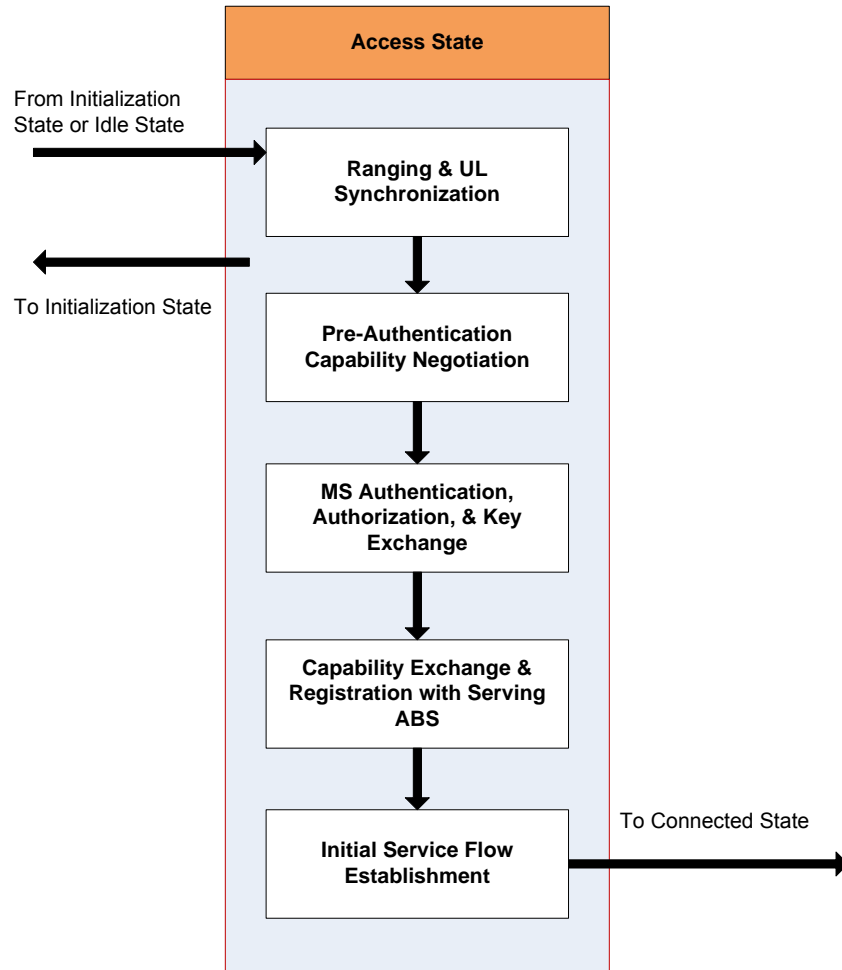 Access State
From Initialization
State or Idle State
Ranging & UL
Synchronization
To Initialization State
Pre-Authentication
Capability Negotiation
MS Authentication,
Authorization, & Key
Exchange
Capability Exchange &
Registration with Serving
ABS
To Connected State
Initial Service Flow
Establishment